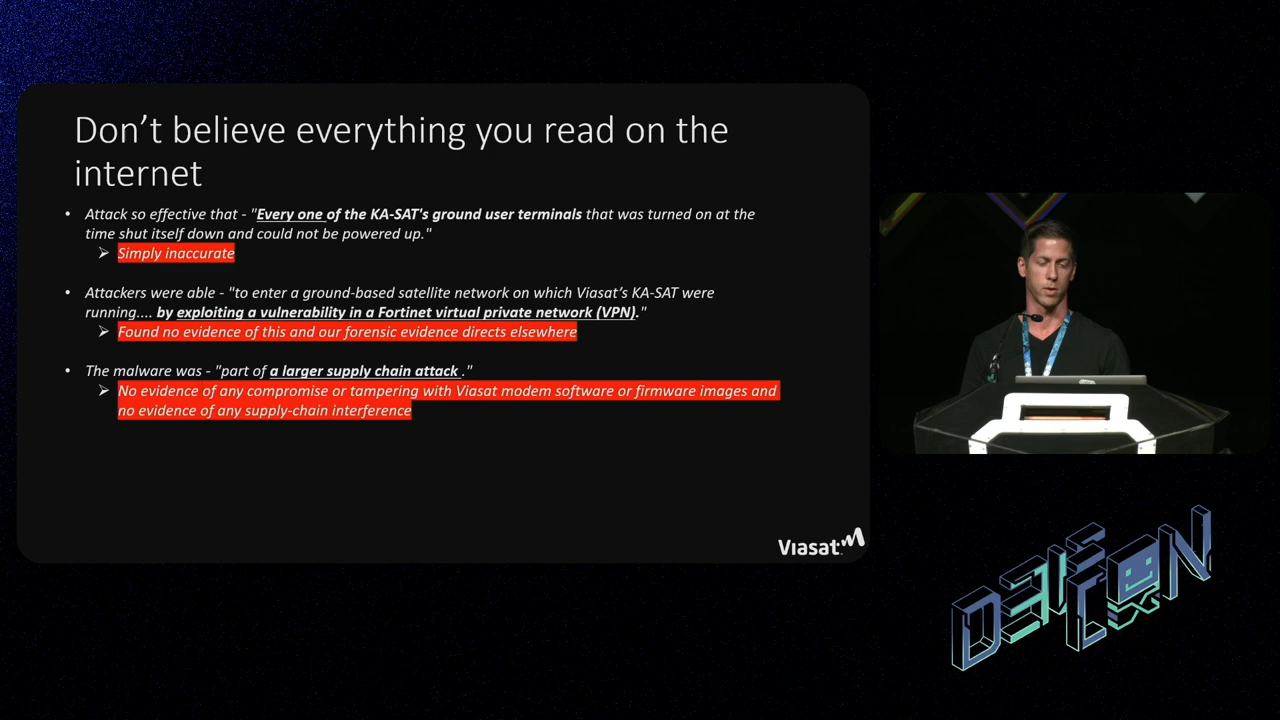 Don't believe everything you read on the
internet
• Attack so effective that - "Every one of the KA-SAT's ground user terminals that was turned on at the
time shut itself down and could not be powered up."
➢ Simply inaccurate
• Attackers were able - "to enter a ground-based satellite network on which Viasat's KA-SAT were
running.... by exploiting a vulnerability in a Fortinet virtual private network (VPN)."
➢ Found no evidence of this and our forensic evidence directs elsewhere
• The malware was - "part of a larger supply chain attack ."
➢ No evidence of any compromise or tampering with Viasat modem software or firmware images and
no evidence of any supply-chain interference
Viasat
DEF
CON